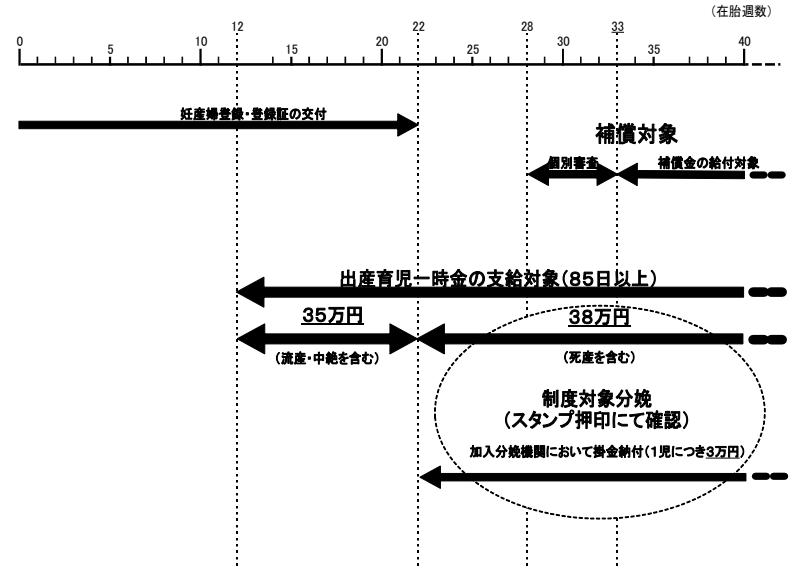 （在胎週数）
12 22 28 33
0 5 10 15 20 25 30 35 40
妊産婦登録・登録証の交付
補償対象
個別審査 補償金の給付対象
出産育児一時金の支給対象（８５日以上）
３５万円 ３８万円
（流産・中絶を含む） （死産を含む）
制度対象分娩
（スタンプ押印にて確認）
加入分娩機関において掛金納付（１児につき３万円）